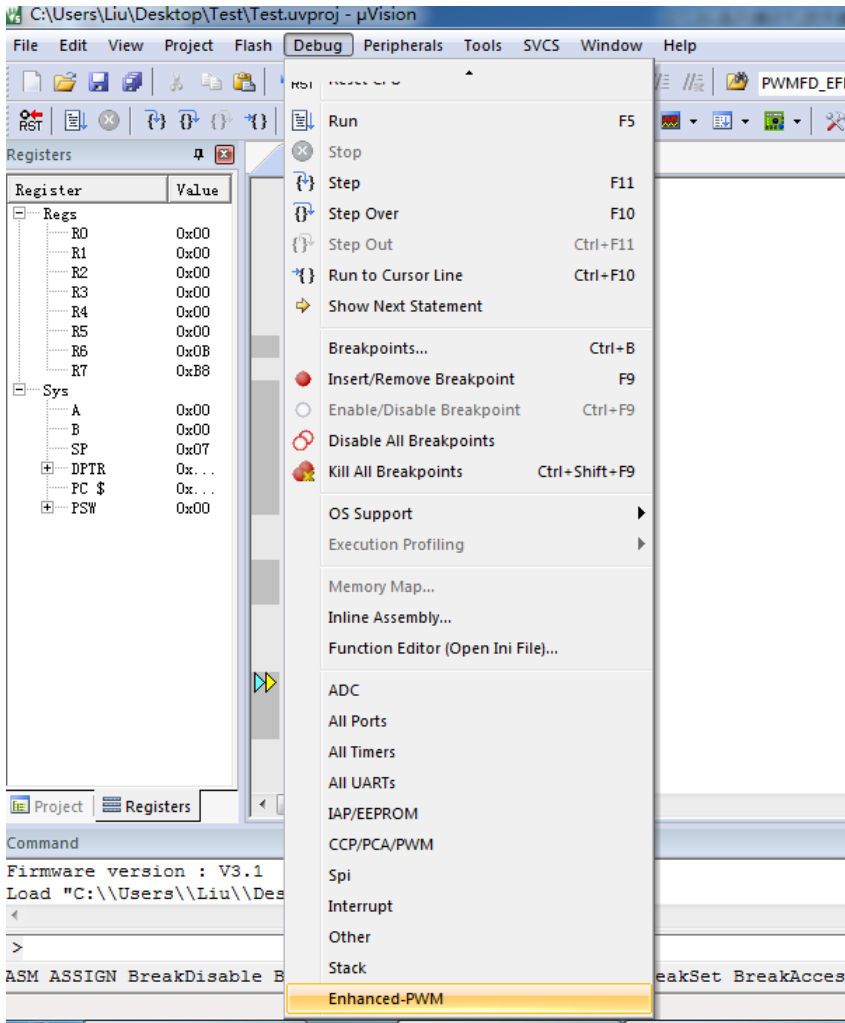 C:\Users\Liu\Desktop\Test\Test.uvproj - µVision
File Edit View Project Flash Debug Peripherals Tools SVCS Window Help
RST
PWMFD_EFI
RST
Run F5
Registers
Stop
Register Value
Step F11
Regs
Step Over F10
R0 0x00
R1 0x00
Step Out Ctrl+F11
R2 0x00
Run to Cursor Line Ctrl+F10
R3 0x00
R4 0x00
Show Next Statement
R5 0x00
R6 0x0B
Breakpoints... Ctrl+B
R7 0xB8
Insert/Remove Breakpoint F9
Sys
A 0x00
Enable/Disable Breakpoint Ctrl+F9
B 0x00
Disable All Breakpoints
SP 0x07
DPTR 0x...
Kill All Breakpoints Ctrl+Shift+F9
PC $ 0x...
PSW 0x00
OS Support
Execution Profiling
Memory Map...
Inline Assembly...
Function Editor (Open Ini File)...
ADC
All Ports
All Timers
All UARTs
Project Registers
IAP/EEPROM
Command
CCP/PCA/PWM
Firmware version : V3.1
Spi
Load "C:\\Users\\Liu\\Des
Interrupt
Other
>
Stack
ASM ASSIGN BreakDisable B eakSet BreakAcces
Enhanced-PWM